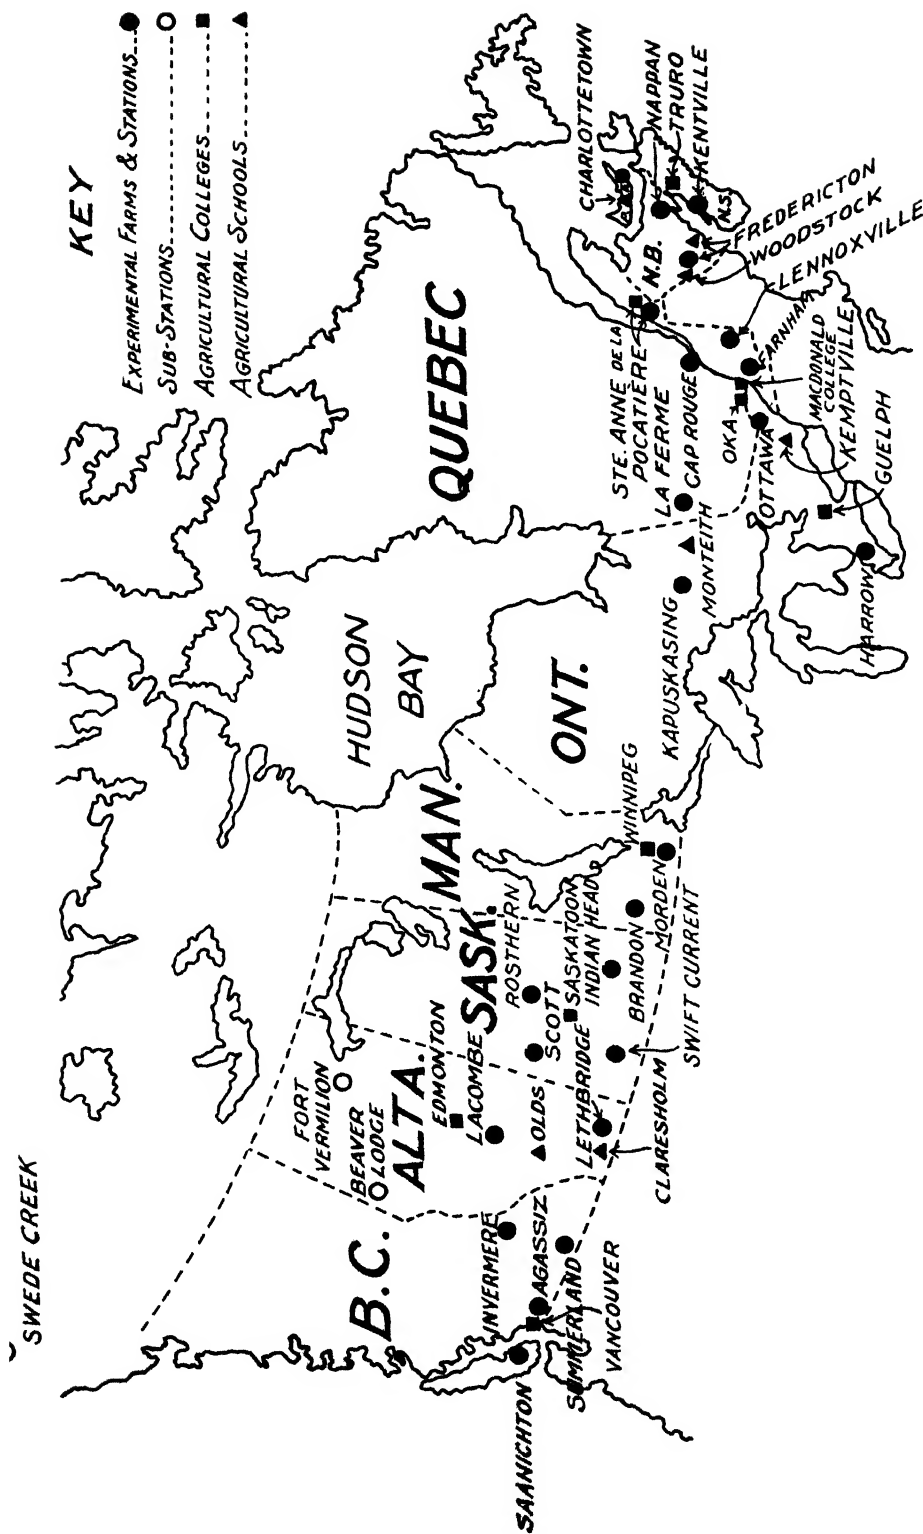 KEY
EXPERIMENTAL FARMS & STATIONS...
SUB-STATIONS
AGRICULTURAL COLLEGES
AGRICULTURAL SCHOOLS
SWEDE CREEK
FORT
VERMILION
BEAVER
LODGE
HUDSON
BAY
QUEBEC
B.C.
ALTA.
EDMONTON
LACOMBE
SASK.
MAN.
ONT.
INVERMERE
SAANICHTON
AGASSIZ
SUMMERLAND
VANCOUVER
OLDS
LETHBRIDGE
CLARESHOLM
SCOTT
ROSTHERN
SASKATOON
INDIAN HEAD
BRANDON
MORDEN
SWIFT CURRENT
WINNIPEG
KAPUSKASING
MONTEITH
HARROW
STE. ANNE DE LA
POCATIÈRE
LA FERME
CAP ROUGE
OKA
OTTAWA
FARNHAM
MACDONALD
COLLEGE
KEMPTVILLE
GUELPH
CHARLOTTETOWN
P.E.I.
N.B.
NAPPAN
TRURO
KENTVILLE
N.S.
FREDERICTON
WOODSTOCK
LENNOXVILLE